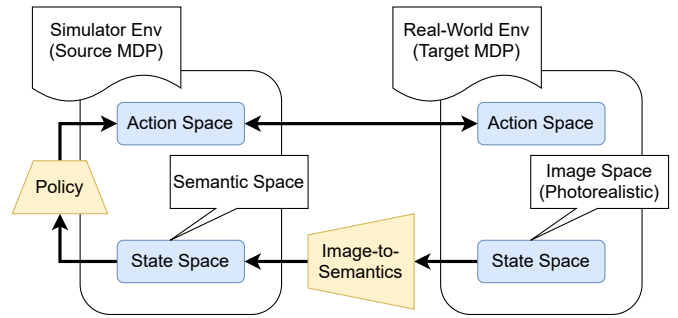 Simulator Env
(Source MDP)
Real-World Env
(Target MDP)
Action Space
Action Space
Policy
Semantic Space
Image Space
(Photorealistic)
State Space
Image-to-
Semantics
State Space